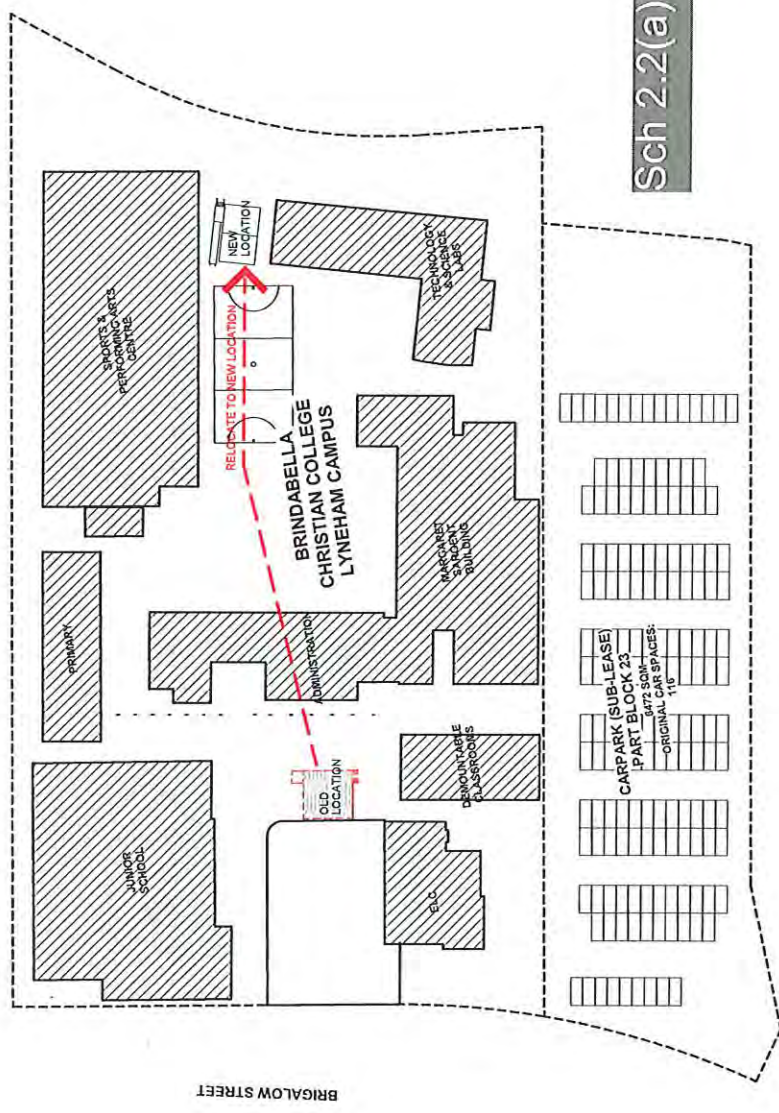 Sch 2.2(a)
SPORTS &
PERFORMING ARTS
CENTRE
NEW
LOCATION
RELOCATE TO NEW LOCATION
TECHNOLOGY
& SCIENCE
LABS
PRIMARY
BRINDABELLA
CHRISTIAN COLLEGE
LYNEHAM CAMPUS
MARGARET
SARGENT
BUILDING
ADMINISTRATION
JUNIOR
SCHOOL
OLD
LOCATION
DEMOUNTABLE
CLASSROOMS
ELC
CARPARK (SUB-LEASE)
PART BLOCK 23
6472 SQM
ORIGINAL CAR SPACES:
116
BRIGALOW STREET